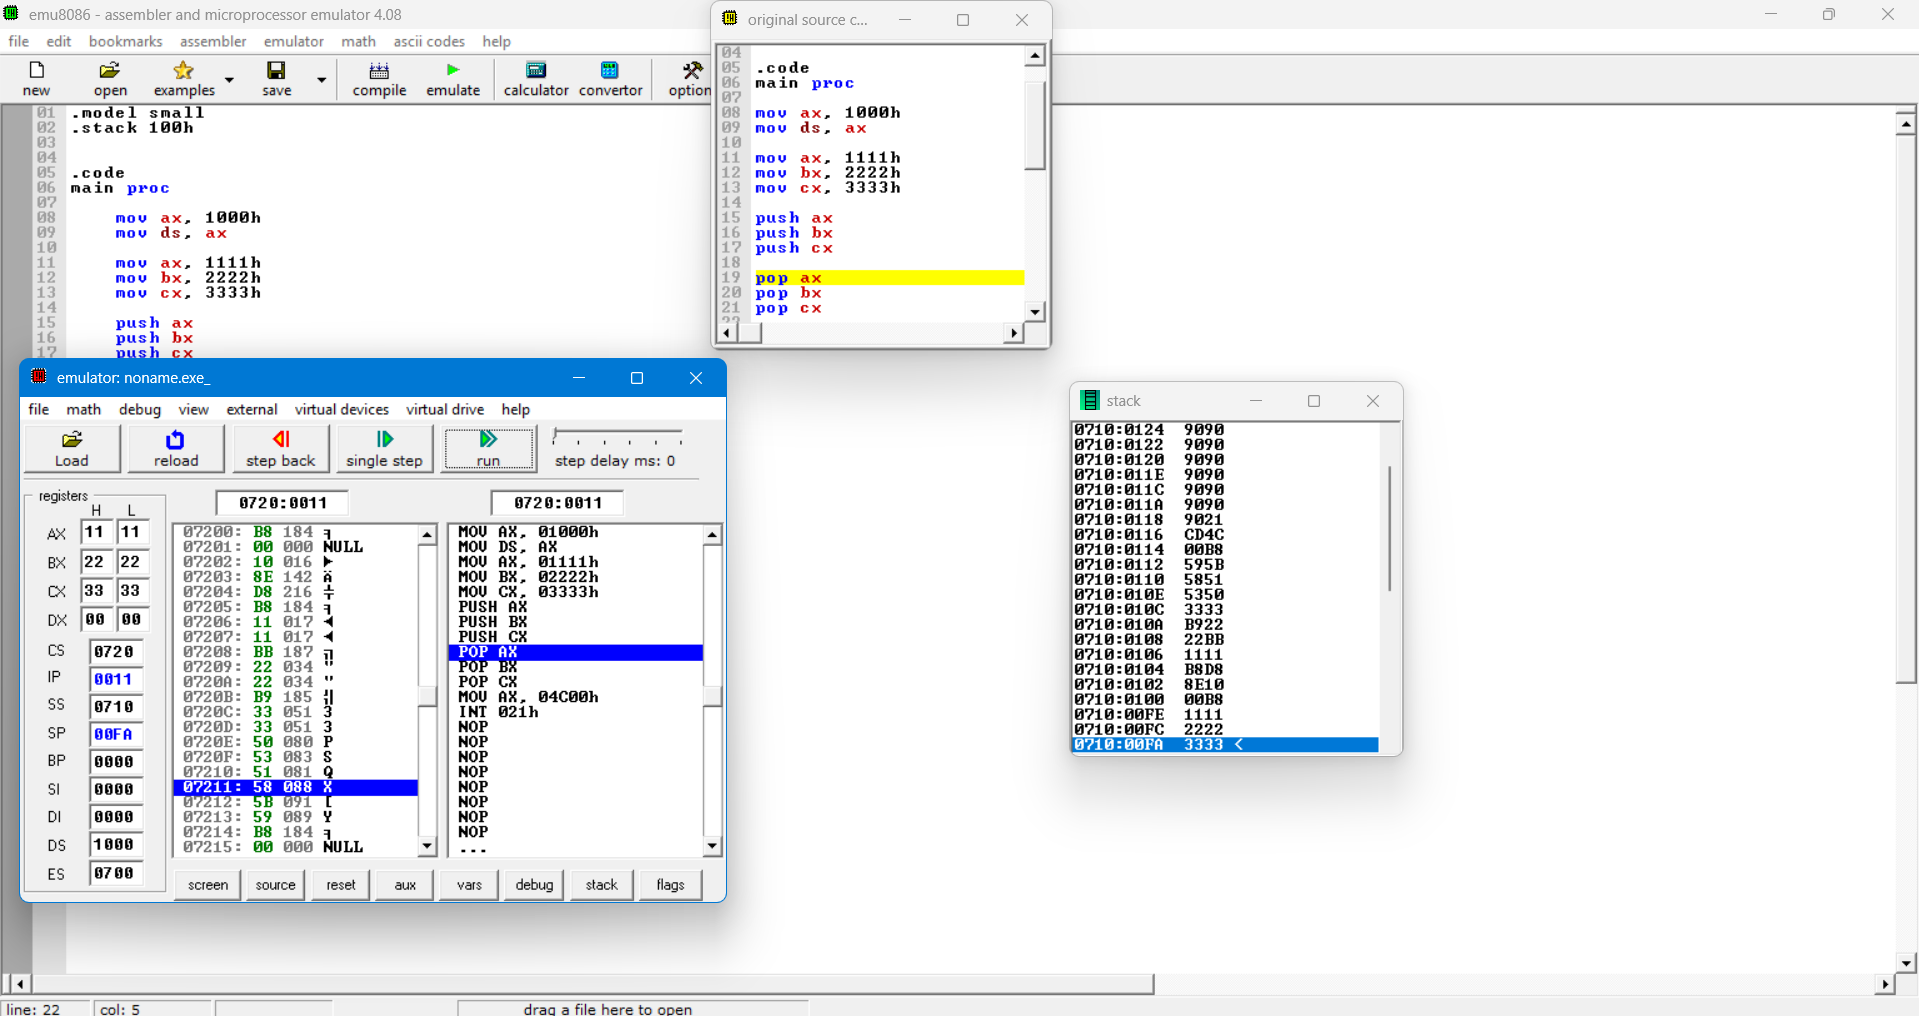 emu8086 - assembler and microprocessor emulator 4.08
file edit bookmarks assembler emulator math ascii codes help
new open examples save compile emulate calculator convertor option
01 .model small
02 .stack 100h
03
04
05 .code
06 main proc
07
08 mov ax, 1000h
09 mov ds, ax
10
11 mov ax, 1111h
12 mov bx, 2222h
13 mov cx, 3333h
14
15 push ax
16 push bx
17 push cx
original source c...
04
05 .code
06 main proc
07
08 mov ax, 1000h
09 mov ds, ax
10
11 mov ax, 1111h
12 mov bx, 2222h
13 mov cx, 3333h
14
15 push ax
16 push bx
17 push cx
18
19 pop ax
20 pop bx
21 pop cx
22
emulator: noname.exe_
file math debug view external virtual devices virtual drive help
Load reload step back single step run step delay ms: 0
registers
H L
AX 11 11
BX 22 22
CX 33 33
DX 00 00
CS 0720
IP 0011
SS 0710
SP 00FA
BP 0000
SI 0000
DI 0000
DS 1000
ES 0700
0720:0011
07200: B8 184 ╕
07201: 00 000 NULL
07202: 10 016 ►
07203: 8E 142 Ä
07204: D8 216 ╪
07205: B8 184 ╕
07206: 11 017 ◄
07207: 11 017 ◄
07208: BB 187 ╗
07209: 22 034 "
0720A: 22 034 "
0720B: B9 185 ╣
0720C: 33 051 3
0720D: 33 051 3
0720E: 50 080 P
0720F: 53 083 S
07210: 51 081 Q
07211: 58 088 X
07212: 5B 091 [
07213: 59 089 Y
07214: B8 184 ╕
07215: 00 000 NULL
0720:0011
MOV AX, 01000h
MOV DS, AX
MOV AX, 01111h
MOV BX, 02222h
MOV CX, 03333h
PUSH AX
PUSH BX
PUSH CX
POP AX
POP BX
POP CX
MOV AX, 04C00h
INT 021h
NOP
NOP
NOP
NOP
NOP
NOP
NOP
NOP
...
screen source reset aux vars debug stack flags
stack
0710:0124 9090
0710:0122 9090
0710:0120 9090
0710:011E 9090
0710:011C 9090
0710:011A 9090
0710:0118 9021
0710:0116 CD4C
0710:0114 00B8
0710:0112 595B
0710:0110 5851
0710:010E 5350
0710:010C 3333
0710:010A B922
0710:0108 22BB
0710:0106 1111
0710:0104 B8D8
0710:0102 8E10
0710:0100 00B8
0710:00FE 1111
0710:00FC 2222
0710:00FA 3333 <
line: 22 col: 5 drag a file here to open